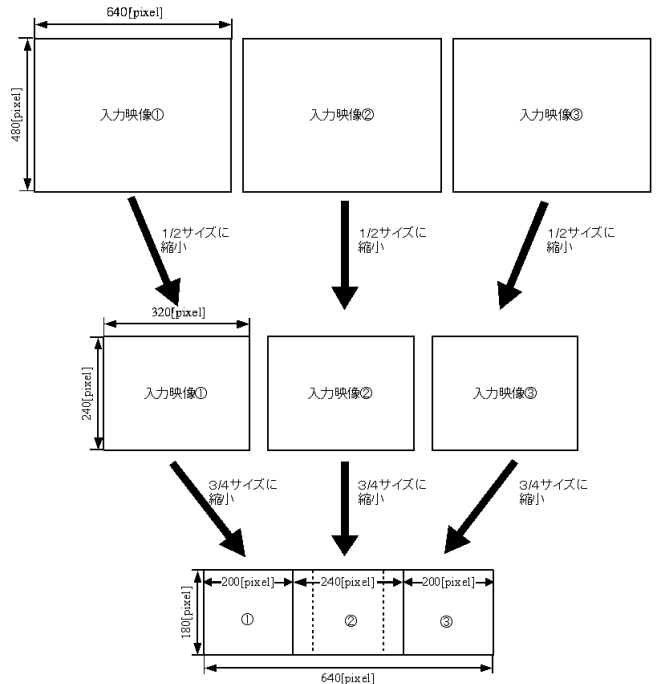 640[pixel]
480[pixel]
入力映像①
入力映像②
入力映像③
1/2サイズに
縮小
1/2サイズに
縮小
1/2サイズに
縮小
320[pixel]
240[pixel]
入力映像①
入力映像②
入力映像③
3/4サイズに
縮小
3/4サイズに
縮小
3/4サイズに
縮小
200[pixel]
240[pixel]
200[pixel]
180[pixel]
①
②
③
640[pixel]